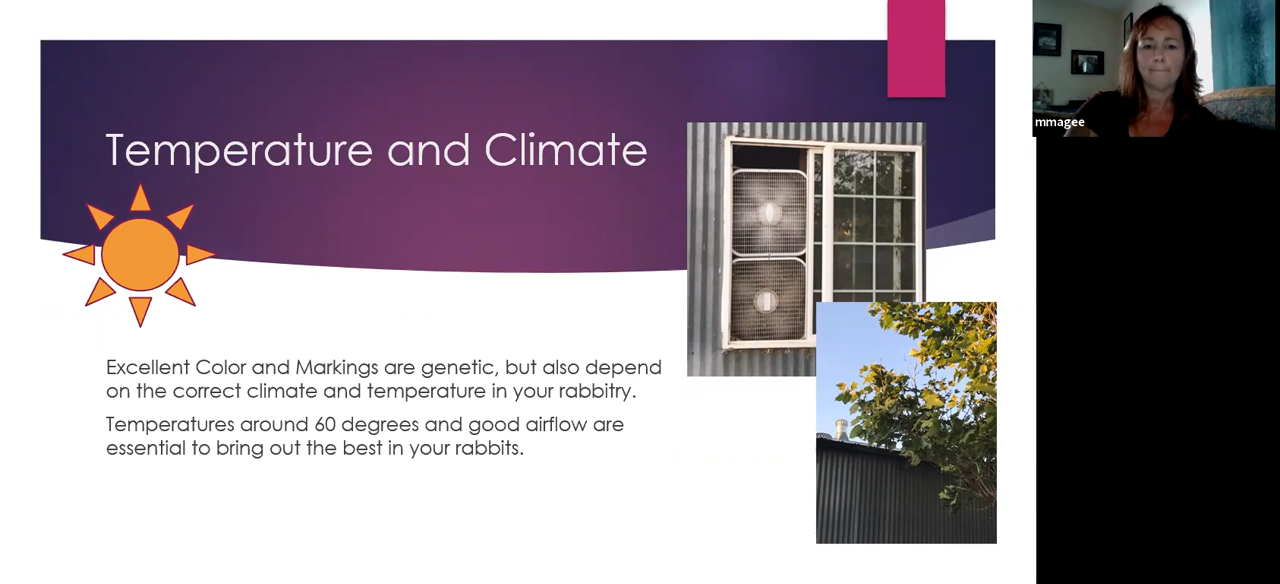 Temperature and Climate
mmagee
Excellent Color and Markings are genetic, but also depend
on the correct climate and temperature in your rabbitry.
Temperatures around 60 degrees and good airflow are
essential to bring out the best in your rabbits.